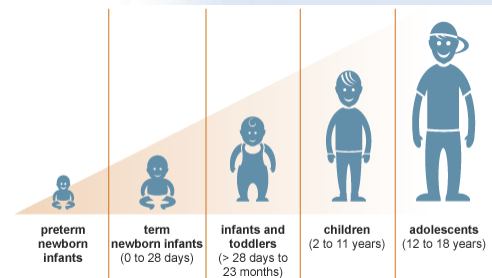 preterm
newborn
infants
term
newborn infants
(0 to 28 days)
infants and
toddlers
(> 28 days to
23 months)
children
(2 to 11 years)
adolescents
(12 to 18 years)